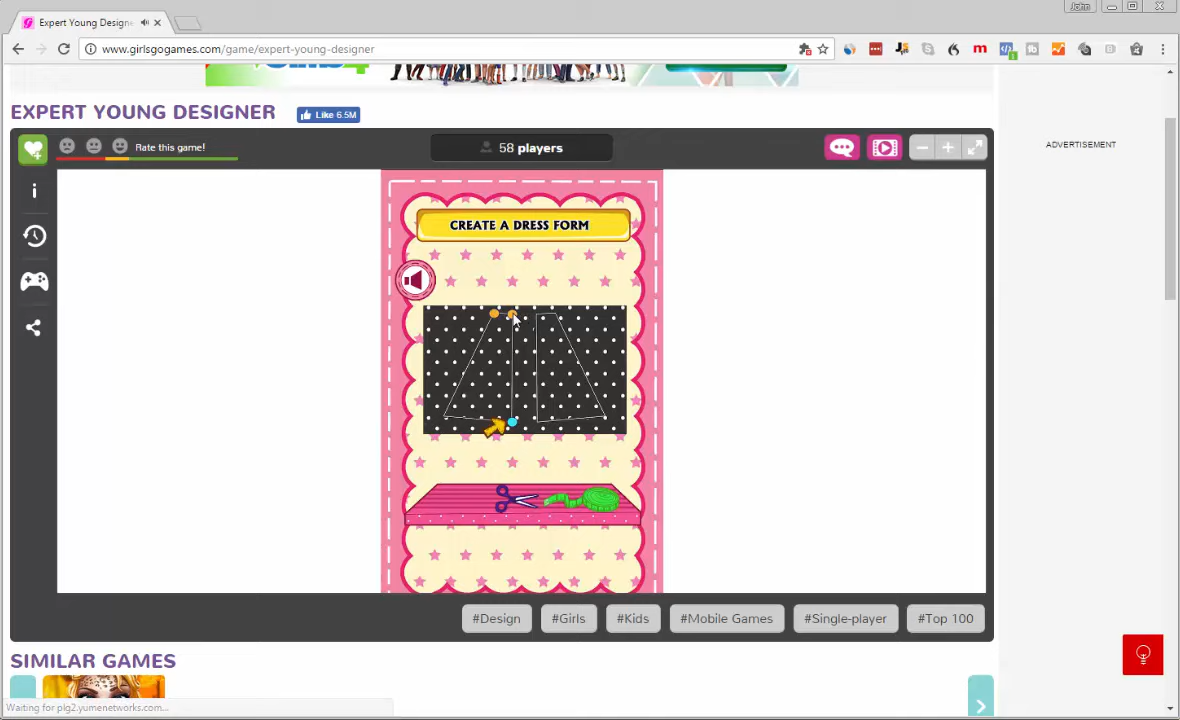 John
Expert Young Designe
www.girlsgogames.com/game/expert-young-designer
EXPERT YOUNG DESIGNER
Like 6.5M
Rate this game!
58 players
ADVERTISEMENT
CREATE A DRESS FORM
#Design
#Girls
#Kids
#Mobile Games
#Single-player
#Top 100
SIMILAR GAMES
Waiting for plg2.yumenetworks.com...